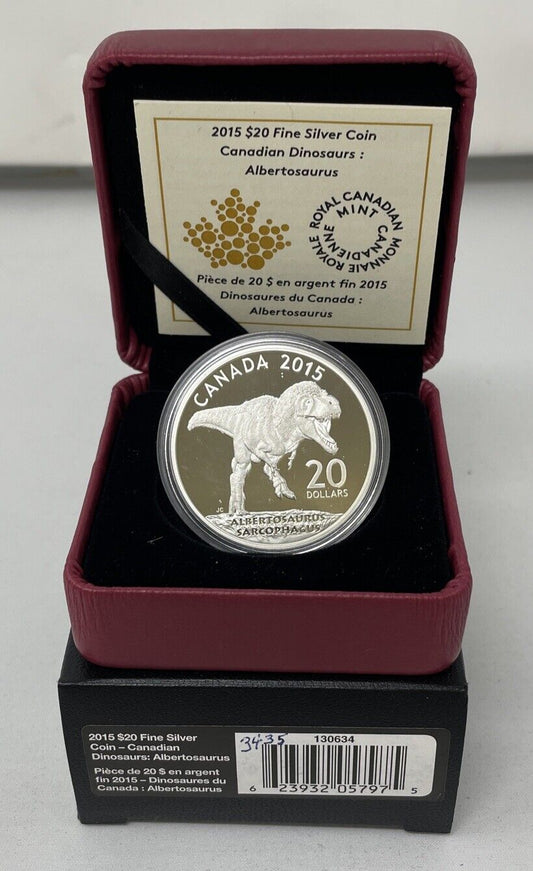 2015 $20 Fine Silver Coin
Canadian Dinosaurs :
Albertosaurus
ROYAL CANADIAN MINT
MONNAIE ROYALE CANADIENNE
Pièce de 20 $ en argent fin 2015
Dinosaures du Canada :
Albertosaurus
CANADA 2015
20
DOLLARS
JC
ALBERTOSAURUS
SARCOPHAGUS
2015 $20 Fine Silver
Coin – Canadian
Dinosaurs: Albertosaurus
Pièce de 20 $ en argent
fin 2015 – Dinosaures du
Canada : Albertosaurus
3435
130634
6 23932 05797 5